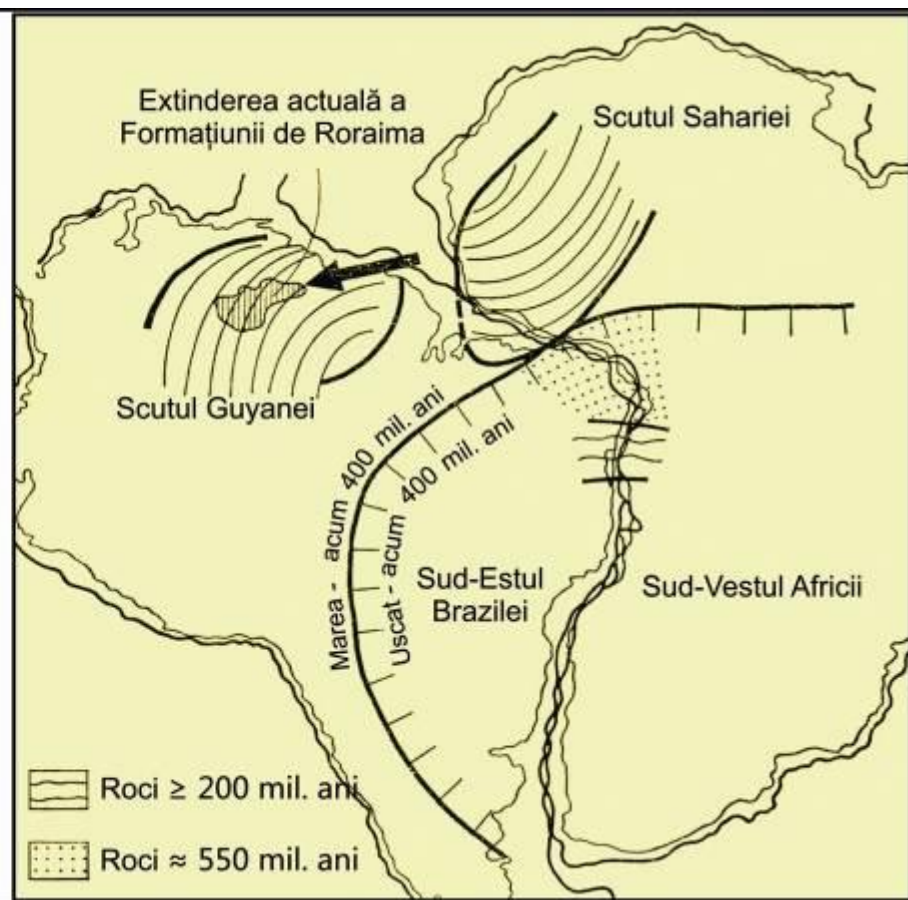 Extinderea actuală a
Formațiunii de Roraima
Scutul Sahariei
Scutul Guyanei
Marea - acum 400 mil. ani
Uscat - acum 400 mil. ani
Sud-Estul
Brazilei
Sud-Vestul Africii
Roci ≥ 200 mil. ani
Roci ≈ 550 mil. ani